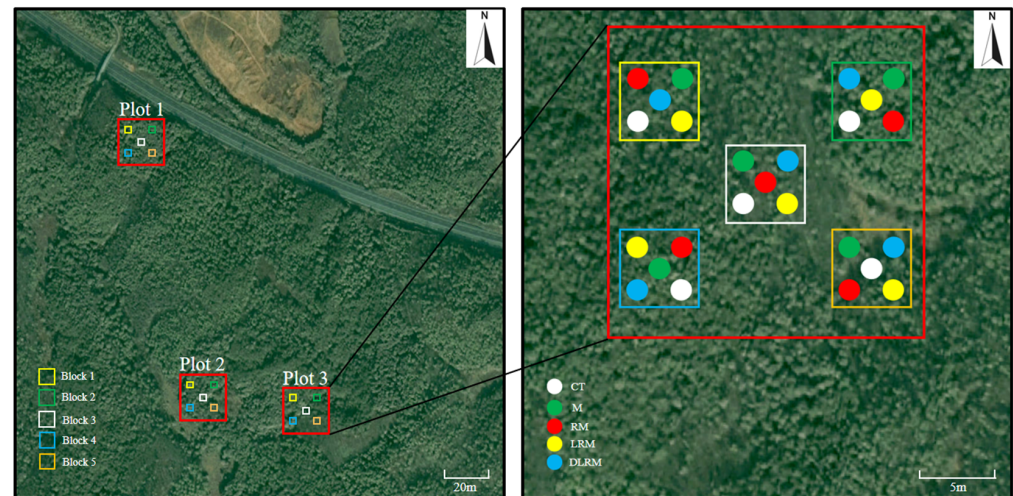 N
Plot 1
Plot 2
Plot 3
Block 1
Block 2
Block 3
Block 4
Block 5
20m
N
CT
M
RM
LRM
DLRM
5m